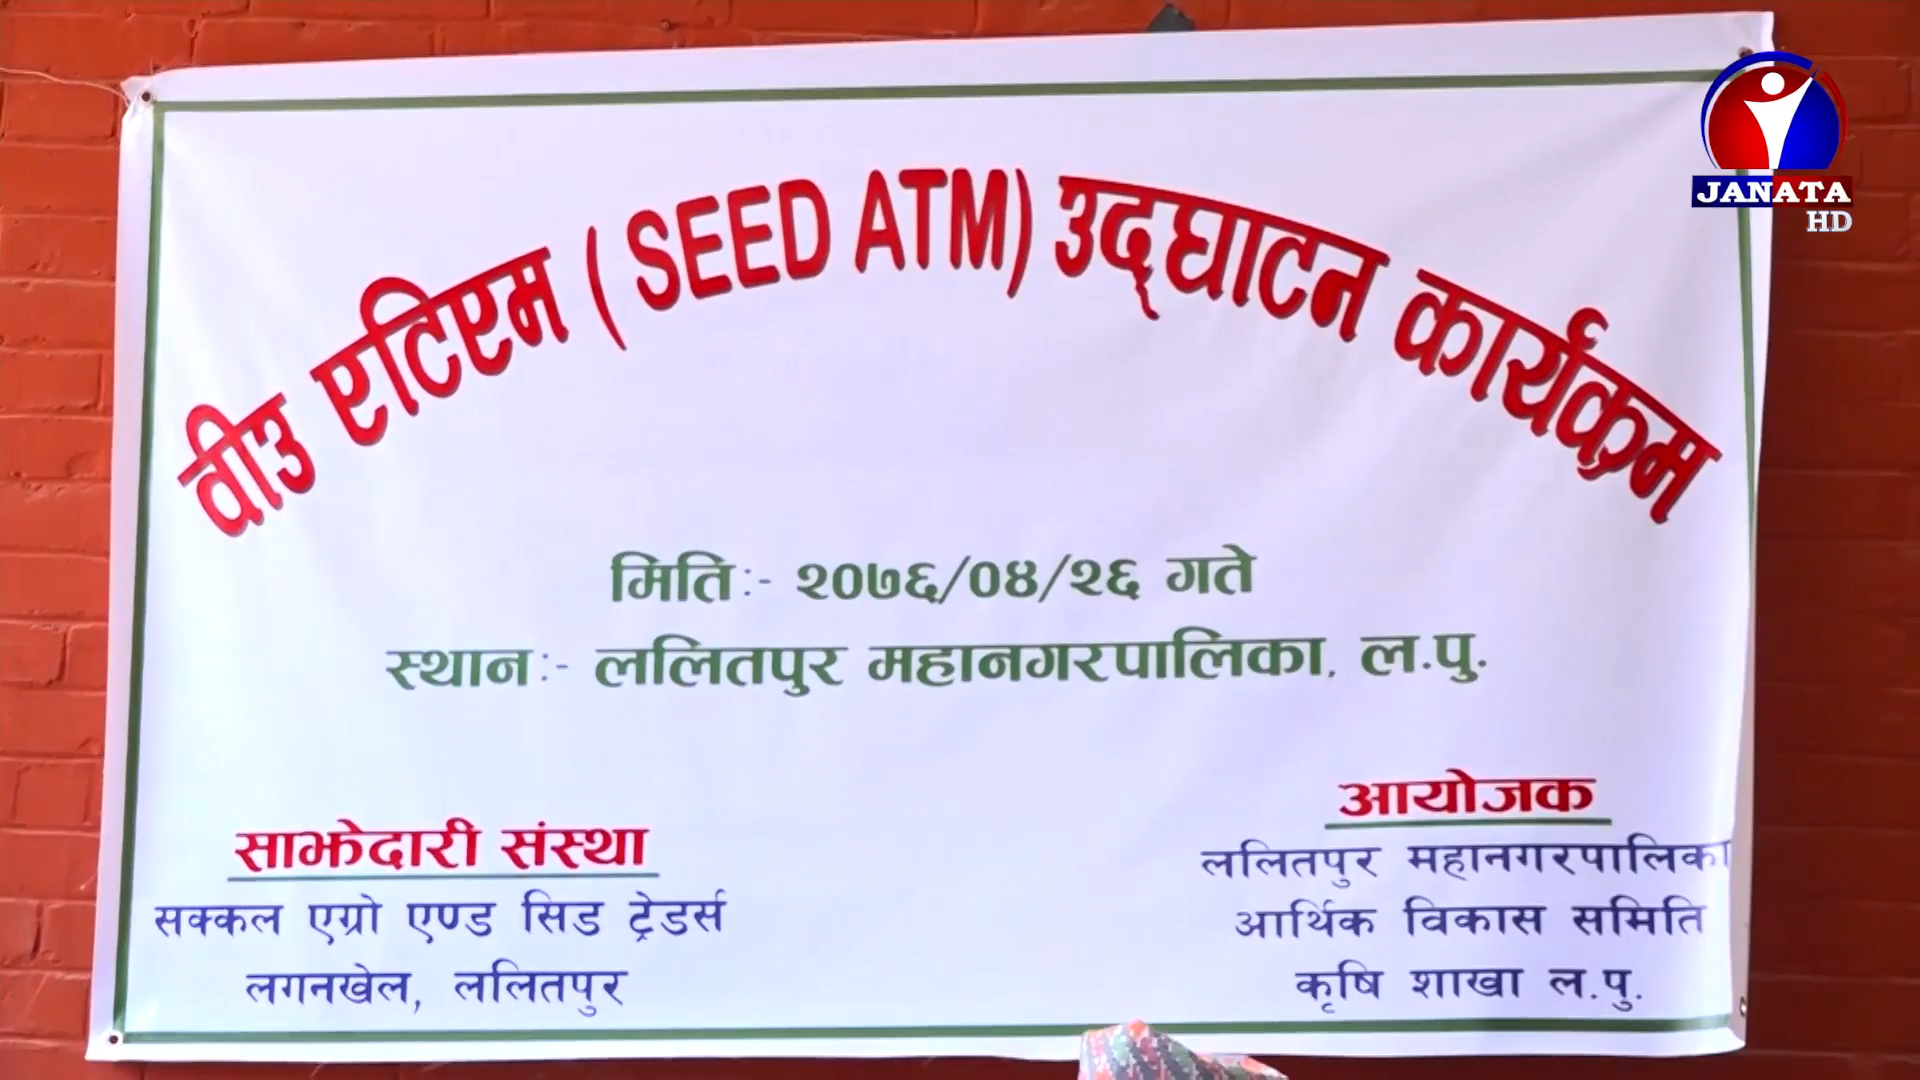 वीउ एटिएम ( SEED ATM) उद्घाटन कार्यक्रम
मिति:- २०७६/०४/२६ गते
स्थान:- ललितपुर महानगरपालिका, ल.पु.
साझेदारी संस्था
सक्कल एग्रो एण्ड सिड ट्रेडर्स
लगनखेल, ललितपुर
आयोजक
ललितपुर महानगरपालिका
आर्थिक विकास समिति
कृषि शाखा ल.पु.
JANATA
HD